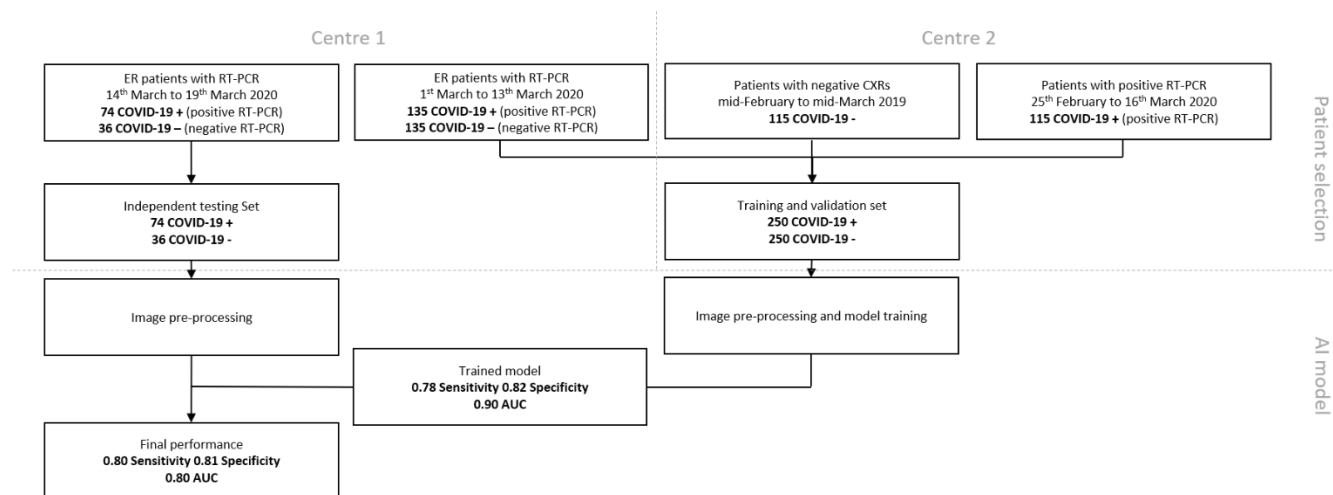 Centre 1
Centre 2
ER patients with RT-PCR
14th March to 19th March 2020
74 COVID-19 + (positive RT-PCR)
36 COVID-19 – (negative RT-PCR)
ER patients with RT-PCR
1st March to 13th March 2020
135 COVID-19 + (positive RT-PCR)
135 COVID-19 – (negative RT-PCR)
Patients with negative CXRs
mid-February to mid-March 2019
115 COVID-19 -
Patients with positive RT-PCR
25th February to 16th March 2020
115 COVID-19 + (positive RT-PCR)
Patient selection
Independent testing Set
74 COVID-19 +
36 COVID-19 -
Training and validation set
250 COVID-19 +
250 COVID-19 -
Image pre-processing
Image pre-processing and model training
AI model
Trained model
0.78 Sensitivity 0.82 Specificity
0.90 AUC
Final performance
0.80 Sensitivity 0.81 Specificity
0.80 AUC